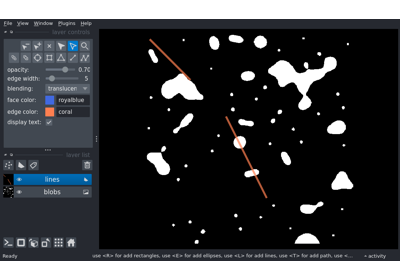 File View Window Plugins Help
layer controls
opacity: 0.70
edge width: 5
blending: translucen
face color: royalblue
edge color: coral
display text:
layer list
lines
blobs
Ready
use <R> for add rectangles, use <E> for add ellipses, use <L> for add lines, use <T> for add path, use <...
activity